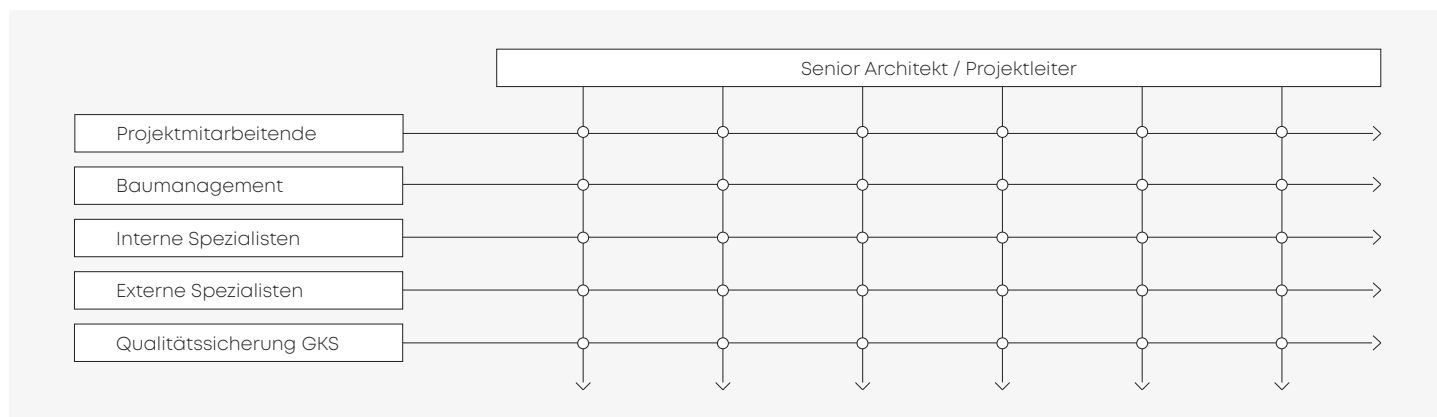 Senior Architekt / Projektleiter
Projektmitarbeitende
Baumanagement
Interne Spezialisten
Externe Spezialisten
Qualitätssicherung GKS